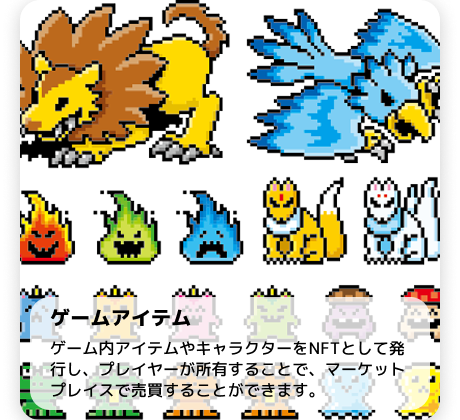 ゲームアイテム
ゲーム内アイテムやキャラクターをNFTとして発
行し、プレイヤーが所有することで、マーケット
プレイスで売買することができます。